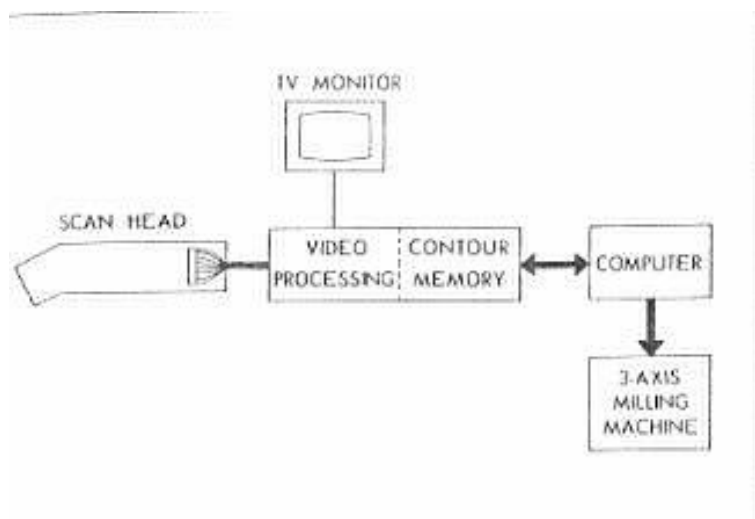 TV MONITOR
SCAN HEAD
VIDEO
PROCESSING
CONTOUR
MEMORY
COMPUTER
3-AXIS
MILLING
MACHINE